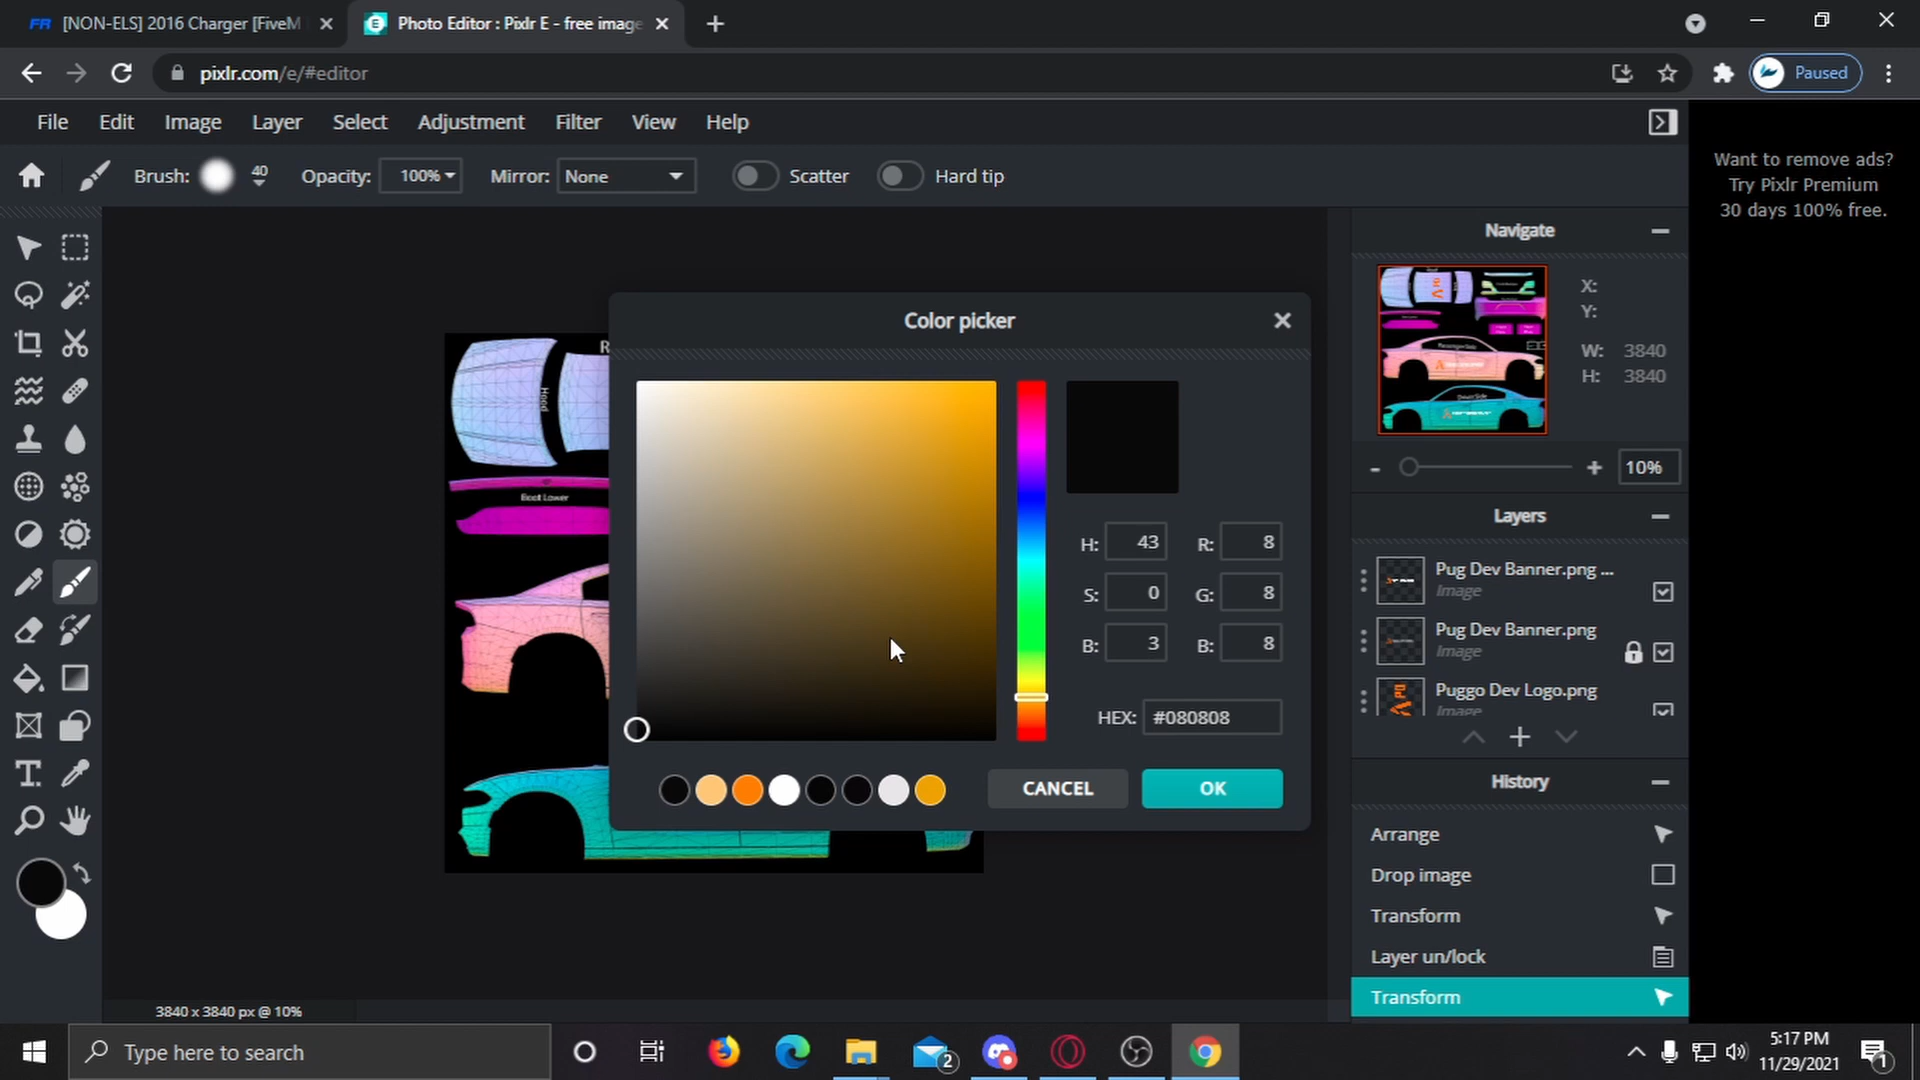 FR [NON-ELS] 2016 Charger [FiveM
E Photo Editor : Pixlr E - free image
pixlr.com/e/#editor
Paused
File Edit Image Layer Select Adjustment Filter View Help
Brush: 40 Opacity: 100% Mirror: None Scatter Hard tip
Want to remove ads?
Try Pixlr Premium
30 days 100% free.
Navigate
X:
Y:
W: 3840
H: 3840
- + 10%
Color picker
Hood
R
Boot Lower
H: 43 R: 8
S: 0 G: 8
B: 3 B: 8
HEX: #080808
CANCEL OK
Layers
Pug Dev Banner.png ...
Image
Pug Dev Banner.png
Image
Puggo Dev Logo.png
Image
History
Arrange
Drop image
Transform
Layer un/lock
Transform
3840 x 3840 px @ 10%
Type here to search
2
5:17 PM
11/29/2021
1